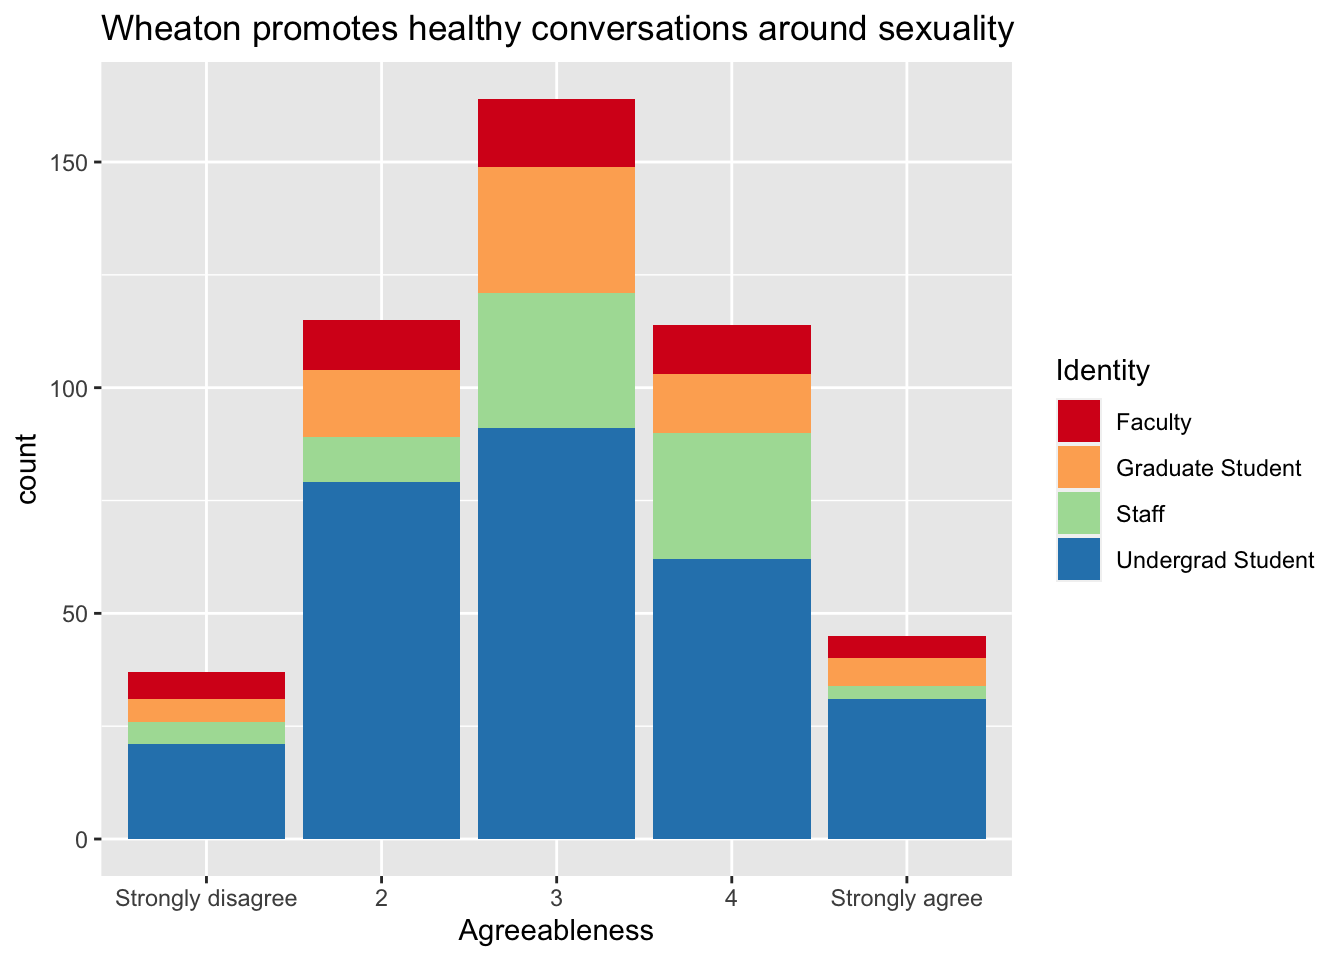 Wheaton promotes healthy conversations around sexuality
150
100
50
0
count
Strongly disagree 2 3 4 Strongly agree
Agreeableness
Identity
Faculty
Graduate Student
Staff
Undergrad Student